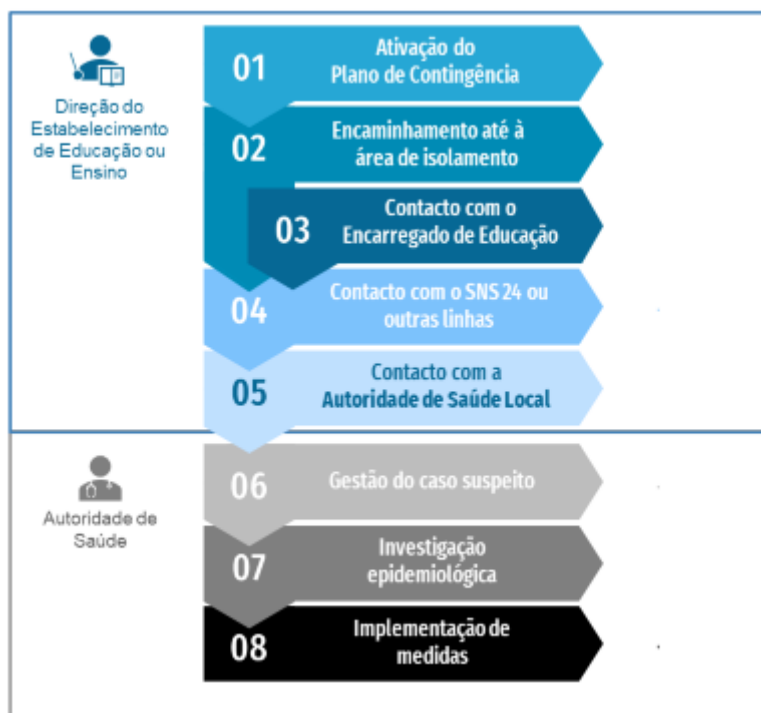 Direção do
Estabelecimento
de Educação ou
Ensino
01
Ativação do
Plano de Contingência
02
Encaminhamento até à
área de isolamento
03
Contacto com o
Encarregado de Educação
04
Contacto com o SNS 24 ou
outras linhas
05
Contacto com a
Autoridade de Saúde Local
Autoridade de
Saúde
06
Gestão do caso suspeito
07
Investigação
epidemiológica
08
Implementação de
medidas